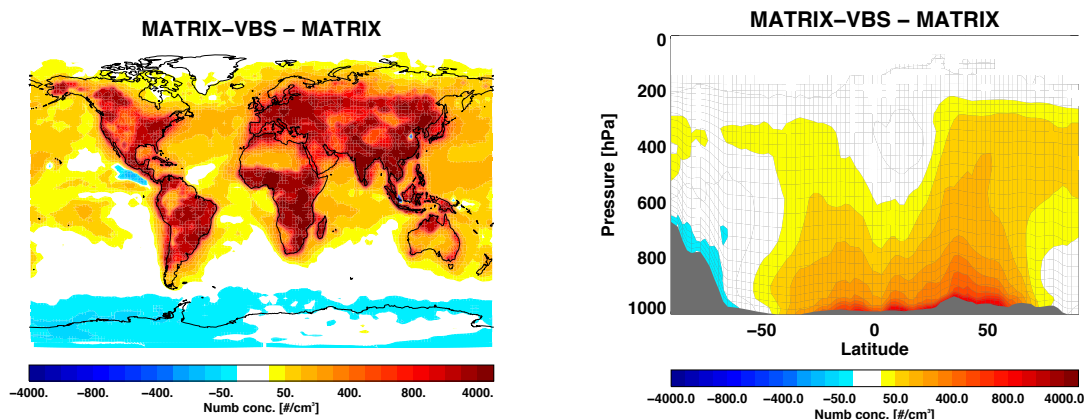 MATRIX–VBS – MATRIX
–4000. –800. –400. –50. 50. 400. 800. 4000.
Numb conc. [#/cm³]
MATRIX–VBS – MATRIX
0
200
400
600
800
1000
Pressure [hPa]
–50 0 50
Latitude
–4000.0 –800.0 –400.0 –50.0 50.0 400.0 800.0 4000.0
Numb conc. [#/cm³]